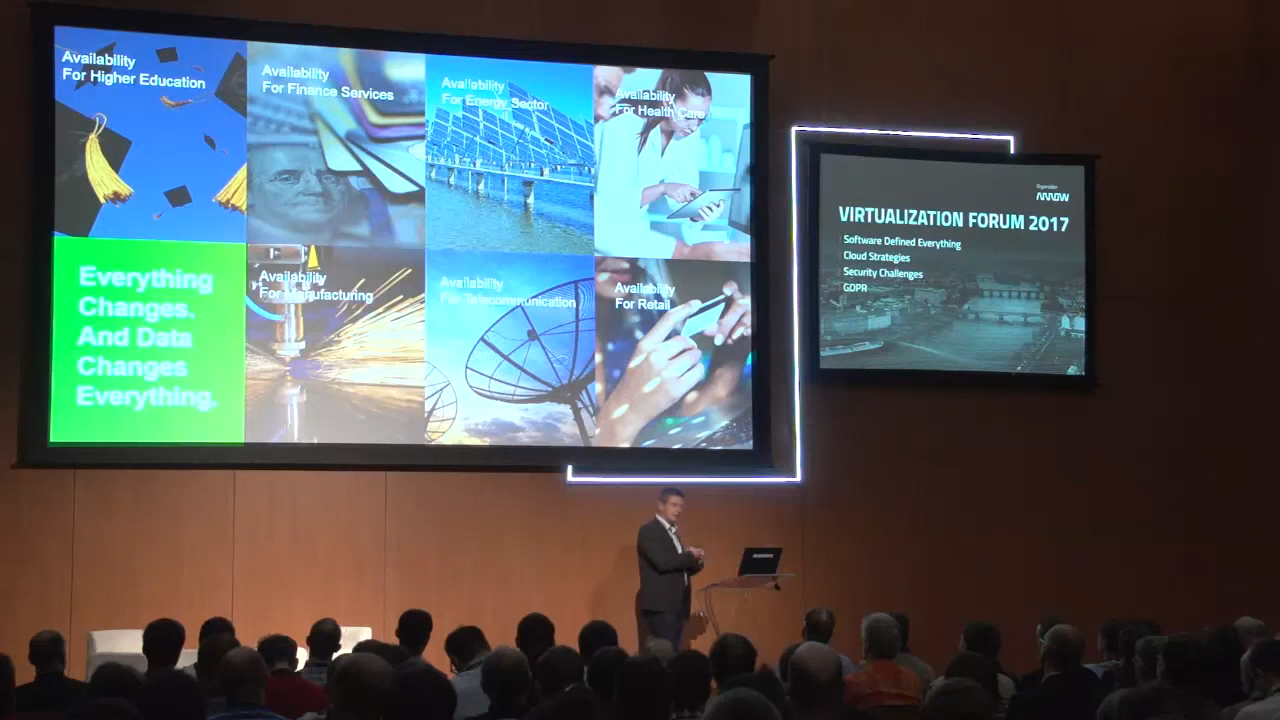 Availability
For Higher Education
Availability
For Finance Services
Availability
For Energy Sector
Availability
For Health Care
Everything
Changes.
And Data
Changes
Everything.
Availability
For Manufacturing
Availability
For Telecommunication
Availability
For Retail
Organizator
ARROW
VIRTUALIZATION FORUM 2017
Software Defined Everything
Cloud Strategies
Security Challenges
GDPR